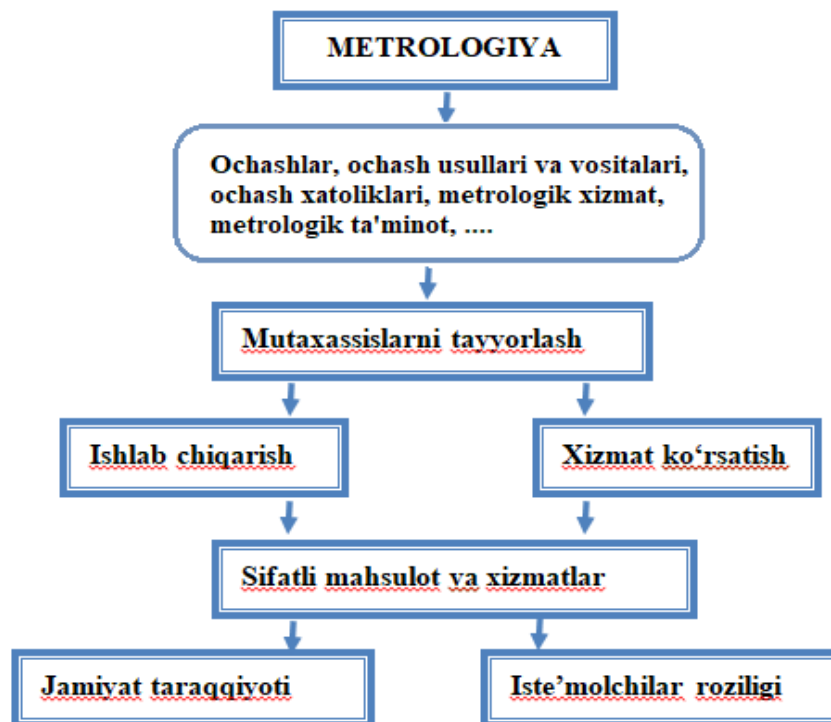 METROLOGIYA
Ochashlar, ochash usullari va vositalari,
ochash xatoliklari, metrologik xizmat,
metrologik ta'minot, ....
Mutaxassislarni tayyorlash
Ishlab chiqarish
Xizmat ko‘rsatish
Sifatli mahsulot va xizmatlar
Jamiyat taraqqiyoti
Iste’molchilar roziligi